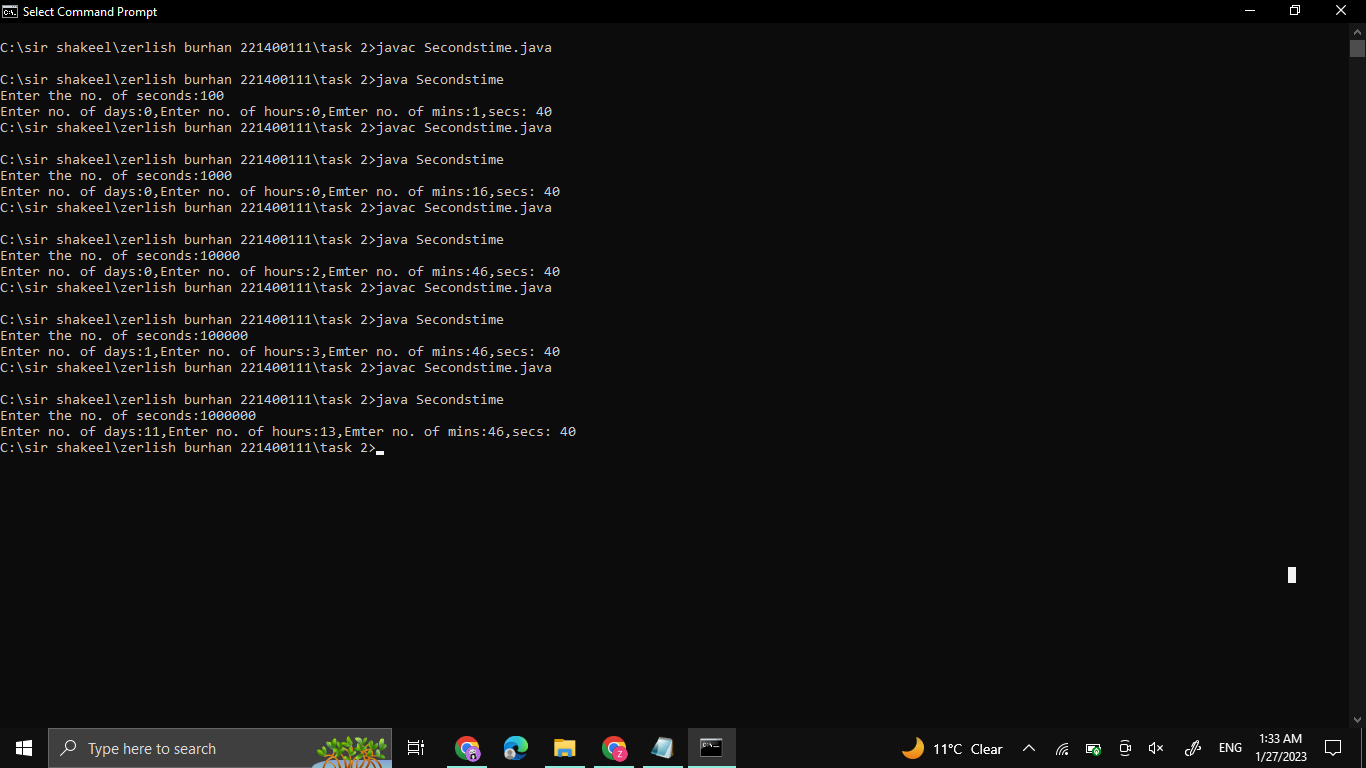 Select Command Prompt
C:\sir shakeel\zerlish burhan 221400111\task 2>javac Secondstime.java
C:\sir shakeel\zerlish burhan 221400111\task 2>java Secondstime
Enter the no. of seconds:100
Enter no. of days:0,Enter no. of hours:0,Emter no. of mins:1,secs: 40
C:\sir shakeel\zerlish burhan 221400111\task 2>javac Secondstime.java
C:\sir shakeel\zerlish burhan 221400111\task 2>java Secondstime
Enter the no. of seconds:1000
Enter no. of days:0,Enter no. of hours:0,Emter no. of mins:16,secs: 40
C:\sir shakeel\zerlish burhan 221400111\task 2>javac Secondstime.java
C:\sir shakeel\zerlish burhan 221400111\task 2>java Secondstime
Enter the no. of seconds:10000
Enter no. of days:0,Enter no. of hours:2,Emter no. of mins:46,secs: 40
C:\sir shakeel\zerlish burhan 221400111\task 2>javac Secondstime.java
C:\sir shakeel\zerlish burhan 221400111\task 2>java Secondstime
Enter the no. of seconds:100000
Enter no. of days:1,Enter no. of hours:3,Emter no. of mins:46,secs: 40
C:\sir shakeel\zerlish burhan 221400111\task 2>javac Secondstime.java
C:\sir shakeel\zerlish burhan 221400111\task 2>java Secondstime
Enter the no. of seconds:1000000
Enter no. of days:11,Enter no. of hours:13,Emter no. of mins:46,secs: 40
C:\sir shakeel\zerlish burhan 221400111\task 2>
Type here to search
11°C Clear
ENG
1:33 AM
1/27/2023